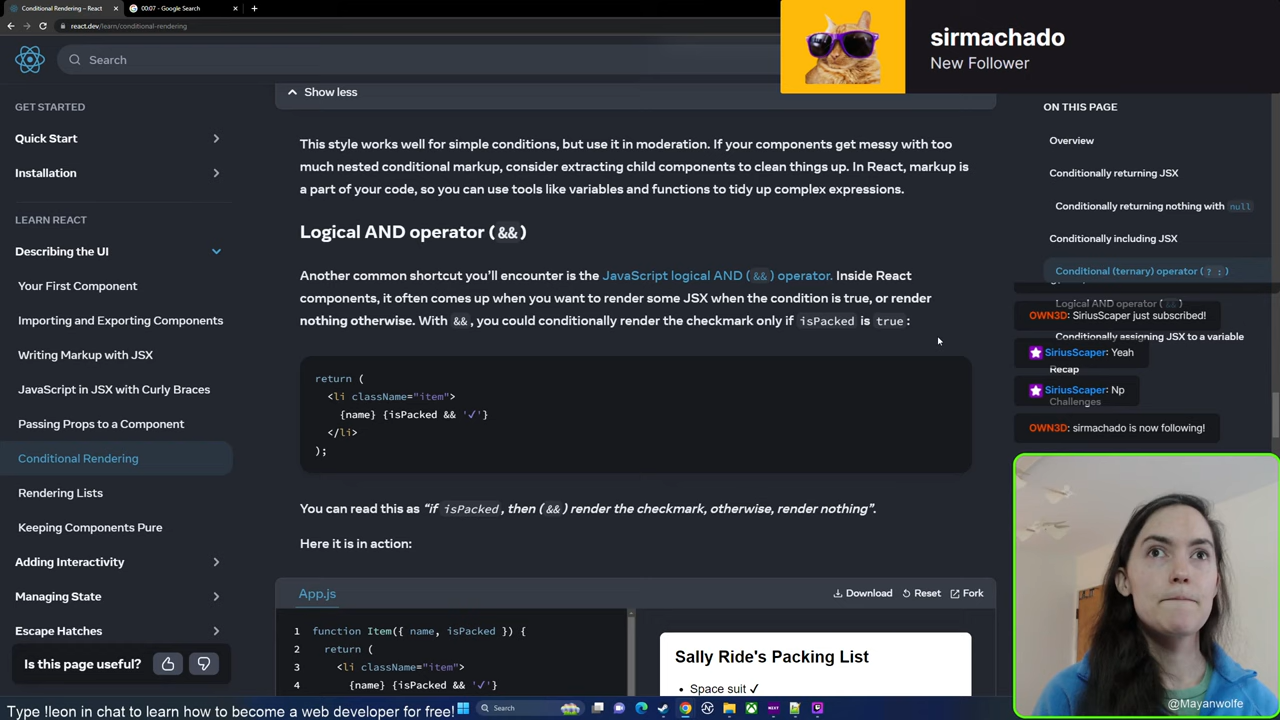 Conditional Rendering – React
00:07 - Google Search
react.dev/learn/conditional-rendering
Search
sirmachado
New Follower
GET STARTED
Quick Start
Installation
LEARN REACT
Describing the UI
Your First Component
Importing and Exporting Components
Writing Markup with JSX
JavaScript in JSX with Curly Braces
Passing Props to a Component
Conditional Rendering
Rendering Lists
Keeping Components Pure
Adding Interactivity
Managing State
Escape Hatches
Is this page useful?
Show less
This style works well for simple conditions, but use it in moderation. If your components get messy with too
much nested conditional markup, consider extracting child components to clean things up. In React, markup is
a part of your code, so you can use tools like variables and functions to tidy up complex expressions.
Logical AND operator (&&)
Another common shortcut you’ll encounter is the JavaScript logical AND (&&) operator. Inside React
components, it often comes up when you want to render some JSX when the condition is true, or render
nothing otherwise. With &&, you could conditionally render the checkmark only if isPacked is true:
return (
<li className="item">
{name} {isPacked && '✓'}
</li>
);
You can read this as “if isPacked, then (&&) render the checkmark, otherwise, render nothing”.
Here it is in action:
App.js
Download
Reset
Fork
1 function Item({ name, isPacked }) {
2 return (
3 <li className="item">
4 {name} {isPacked && '✓'}
Sally Ride's Packing List
• Space suit ✓
ON THIS PAGE
Overview
Conditionally returning JSX
Conditionally returning nothing with null
Conditionally including JSX
Conditional (ternary) operator (? :)
Logical AND operator (&&)
OWN3D: SiriusScaper just subscribed!
Conditionally assigning JSX to a variable
SiriusScaper: Yeah
Recap
SiriusScaper: Np
Challenges
OWN3D: sirmachado is now following!
@Mayanwolfe
Type !leon in chat to learn how to become a web developer for free!
Search